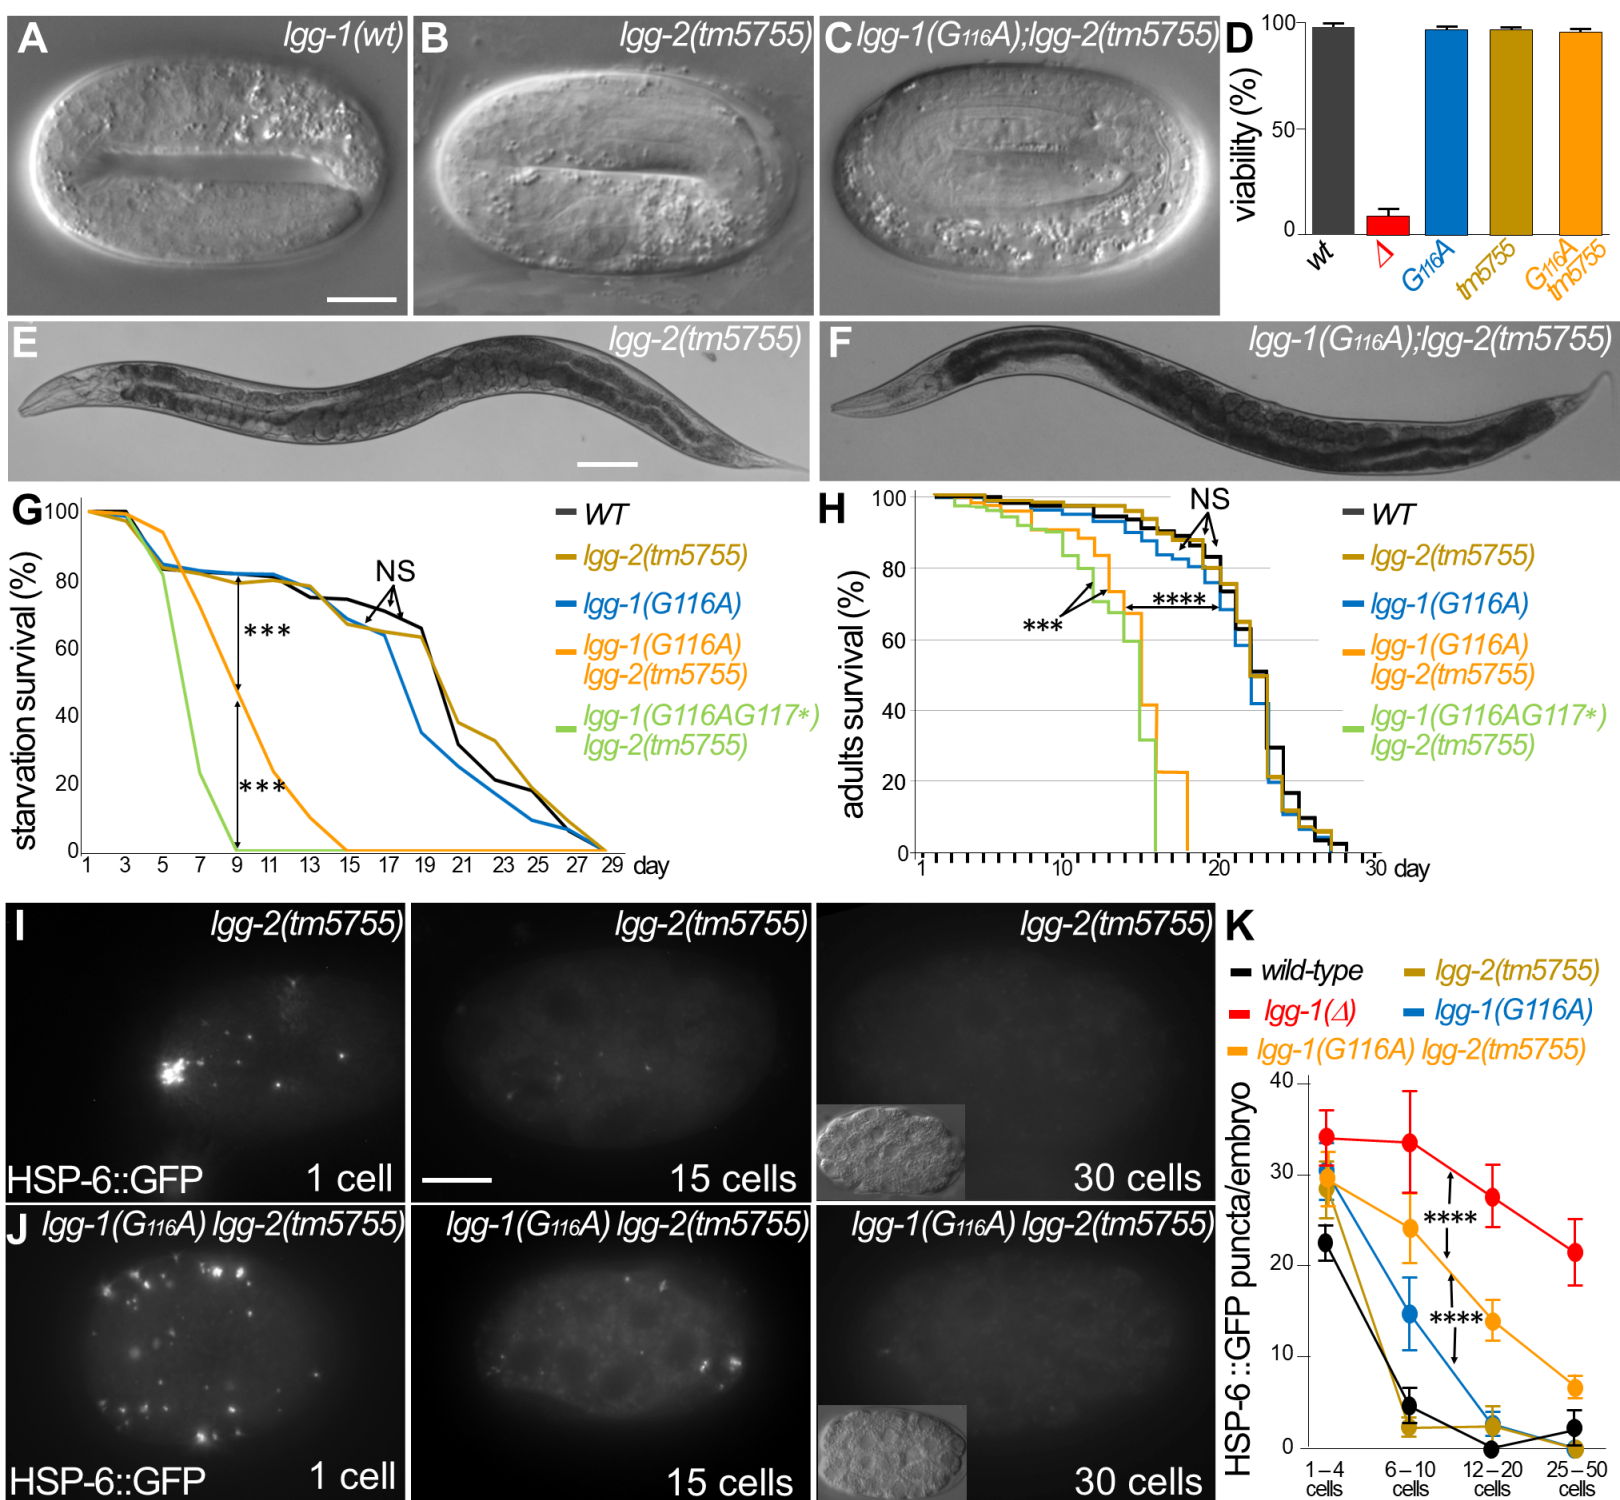 A
lgg-1(wt)
B
lgg-2(tm5755)
C
lgg-1(G116A);lgg-2(tm5755)
D
viability (%)
100
50
0
wt
Δ
G116A
tm5755
G116A
tm5755
E
lgg-2(tm5755)
F
lgg-1(G116A);lgg-2(tm5755)
G
starvation survival (%)
100
80
60
40
20
0
1 3 5 7 9 11 13 15 17 19 21 23 25 27 29 day
NS
***
***
WT
lgg-2(tm5755)
lgg-1(G116A)
lgg-1(G116A)
lgg-2(tm5755)
lgg-1(G116AG117*)
lgg-2(tm5755)
H
adults survival (%)
100
80
60
40
20
0
1 10 20 30 day
NS
****
***
WT
lgg-2(tm5755)
lgg-1(G116A)
lgg-1(G116A)
lgg-2(tm5755)
lgg-1(G116AG117*)
lgg-2(tm5755)
I
lgg-2(tm5755)
HSP-6::GFP
1 cell
lgg-2(tm5755)
15 cells
lgg-2(tm5755)
30 cells
J
lgg-1(G116A) lgg-2(tm5755)
HSP-6::GFP
1 cell
lgg-1(G116A) lgg-2(tm5755)
15 cells
lgg-1(G116A) lgg-2(tm5755)
30 cells
K
wild-type
lgg-2(tm5755)
lgg-1(Δ)
lgg-1(G116A)
lgg-1(G116A) lgg-2(tm5755)
HSP-6::GFP puncta/embryo
40
30
20
10
0
****
****
1–4
cells
6–10
cells
12–20
cells
25–50
cells